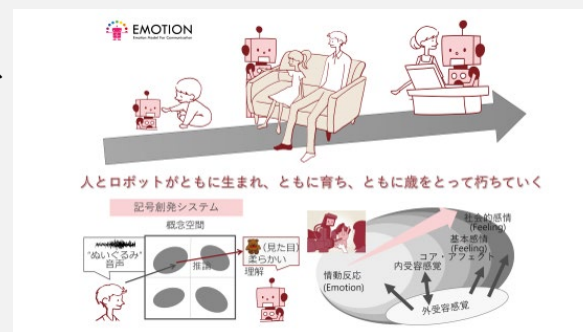 EMOTION
Emotion Model For Communication
人とロボットがともに生まれ、ともに育ち、ともに歳をとって朽ちていく
記号創発システム
概念空間
"ぬいぐるみ"
音声
推論
(見た目)
柔らかい
理解
社会的感情
(Feeling)
基本感情
(Feeling)
コア・アフェクト
内受容感覚
情動反応
(Emotion)
外受容感覚